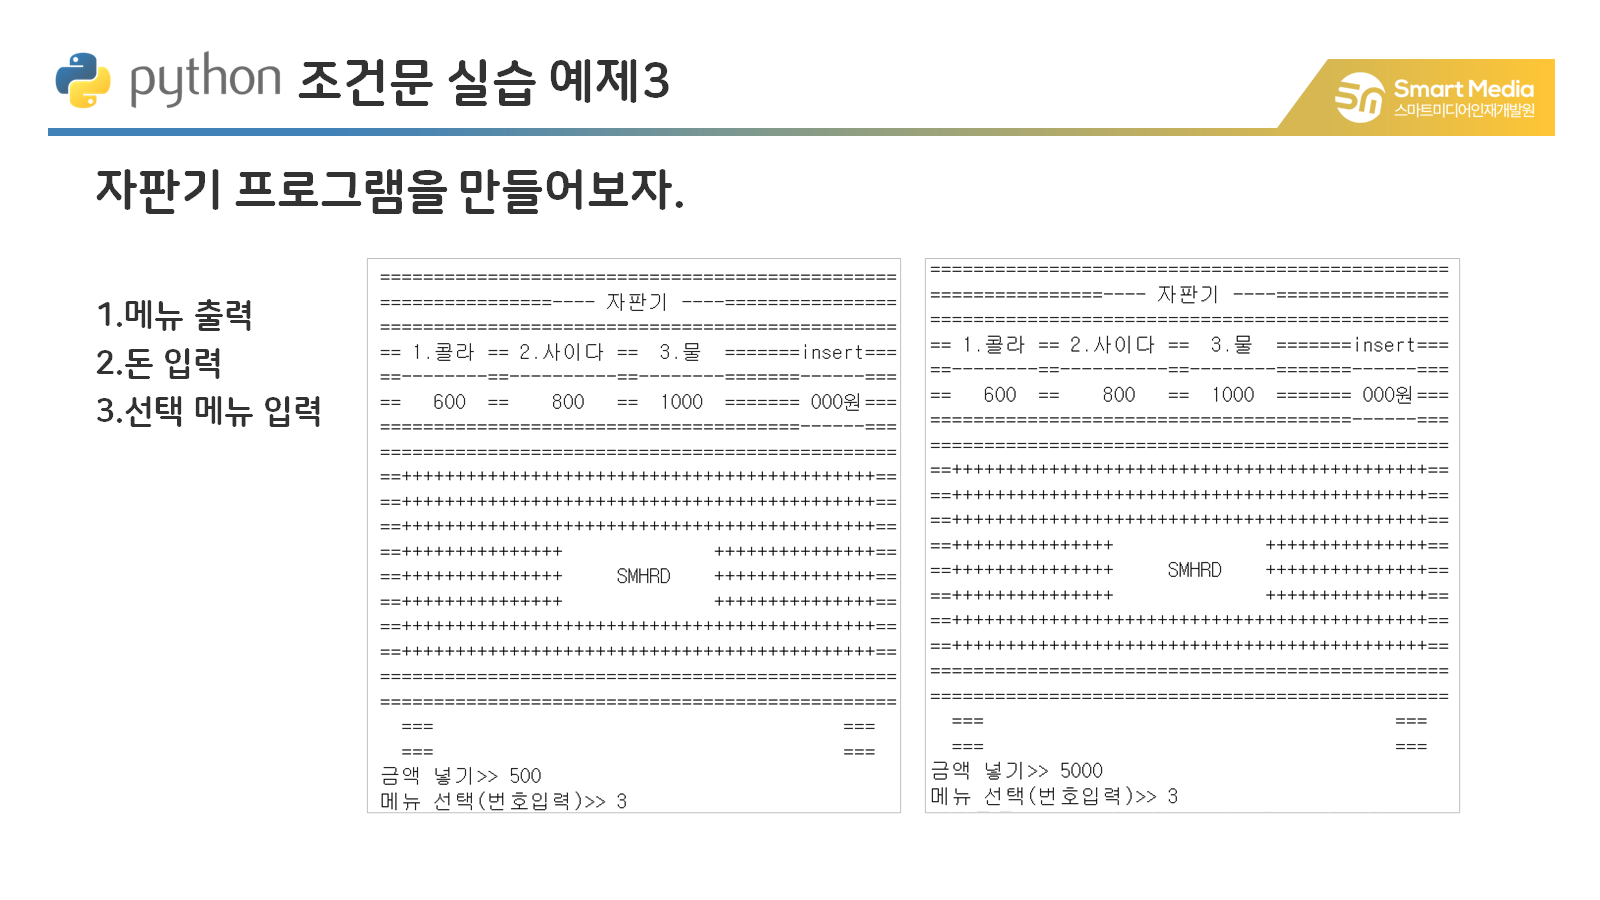 python 조건문 실습 예제3
Smart Media
스마트미디어인재개발원
자판기 프로그램을 만들어보자.
1.메뉴 출력
2.돈 입력
3.선택 메뉴 입력
================================================
================---- 자판기 ----================
================================================
== 1.콜라 == 2.사이다 ==  3.물  =======insert===
==--------==----------==--------=======------===
==   600  ==    800   ==  1000  ======= 000원===
=======================================------===
================================================
==++++++++++++++++++++++++++++++++++++++++++++==
==++++++++++++++++++++++++++++++++++++++++++++==
==++++++++++++++++++++++++++++++++++++++++++++==
==+++++++++++++++              +++++++++++++++==
==+++++++++++++++     SMHRD    +++++++++++++++==
==+++++++++++++++              +++++++++++++++==
==++++++++++++++++++++++++++++++++++++++++++++==
==++++++++++++++++++++++++++++++++++++++++++++==
================================================
================================================
  ===                                      ===
  ===                                      ===
금액 넣기>> 500
메뉴 선택(번호입력)>> 3
================================================
================---- 자판기 ----================
================================================
== 1.콜라 == 2.사이다 ==  3.물  =======insert===
==--------==----------==--------=======------===
==   600  ==    800   ==  1000  ======= 000원===
=======================================------===
================================================
==++++++++++++++++++++++++++++++++++++++++++++==
==++++++++++++++++++++++++++++++++++++++++++++==
==++++++++++++++++++++++++++++++++++++++++++++==
==+++++++++++++++              +++++++++++++++==
==+++++++++++++++     SMHRD    +++++++++++++++==
==+++++++++++++++              +++++++++++++++==
==++++++++++++++++++++++++++++++++++++++++++++==
==++++++++++++++++++++++++++++++++++++++++++++==
================================================
================================================
  ===                                      ===
  ===                                      ===
금액 넣기>> 5000
메뉴 선택(번호입력)>> 3